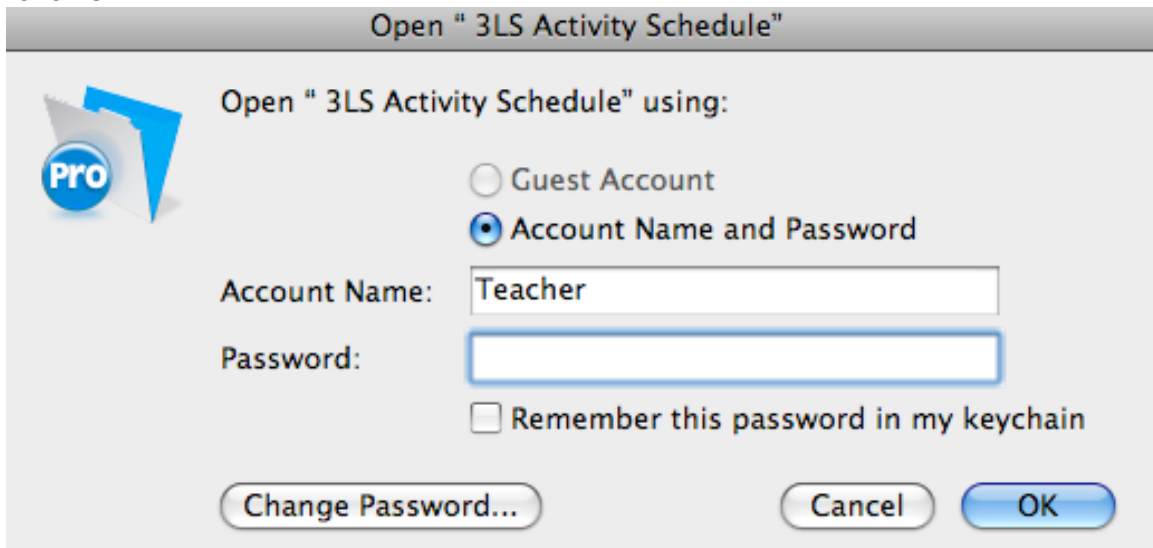 Open “ 3LS Activity Schedule”
Open “ 3LS Activity Schedule” using:
Pro
Guest Account
Account Name and Password
Account Name: Teacher
Password:
Remember this password in my keychain
Change Password... Cancel OK